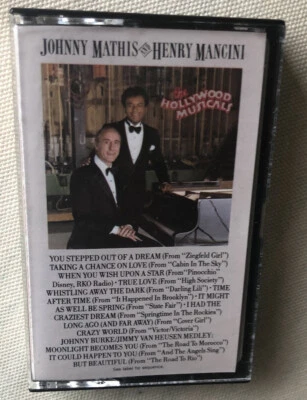 JOHNNY MATHIS AND HENRY MANCINI
The
HOLLYWOOD
MUSICALS
YOU STEPPED OUT OF A DREAM (From "Ziegfeld Girl")
TAKING A CHANCE ON LOVE (From "Cabin In The Sky")
WHEN YOU WISH UPON A STAR (From "Pinocchio"
Disney, RKO Radio) · TRUE LOVE (From "High Society")
WHISTLING AWAY THE DARK (From "Darling Lili") · TIME
AFTER TIME (From "It Happened In Brooklyn") · IT MIGHT
AS WELL BE SPRING (From "State Fair") · I HAD THE
CRAZIEST DREAM (From "Springtime In The Rockies")
LONG AGO (AND FAR AWAY) (From "Cover Girl")
CRAZY WORLD (From "Victor/Victoria")
JOHNNY BURKE/JIMMY VAN HEUSEN MEDLEY:
MOONLIGHT BECOMES YOU (From "The Road To Morocco")
IT COULD HAPPEN TO YOU (From "And The Angels Sing")
BUT BEAUTIFUL (From "The Road To Rio")